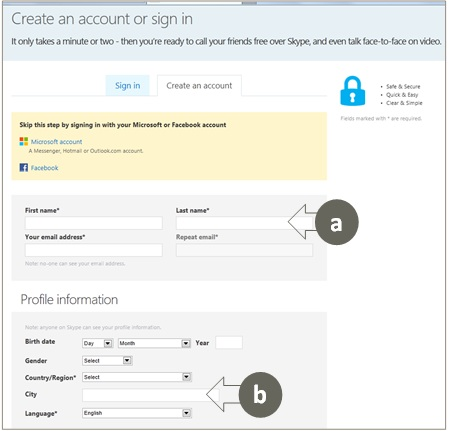 Create an account or sign in
It only takes a minute or two - then you're ready to call your friends free over Skype, and even talk face-to-face on video.
Sign in
Create an account
Safe & Secure
Quick & Easy
Clear & Simple
Fields marked with * are required.
Skip this step by signing in with your Microsoft or Facebook account
Microsoft account
A Messenger, Hotmail or Outlook.com account.
Facebook
First name*
Last name*
a
Your email address*
Repeat email*
Note: no-one can see your email address.
Profile information
Note: anyone on Skype can see your profile information.
Birth date
Day
Month
Year
Gender
Select
Country/Region*
Select
City
b
Language*
English